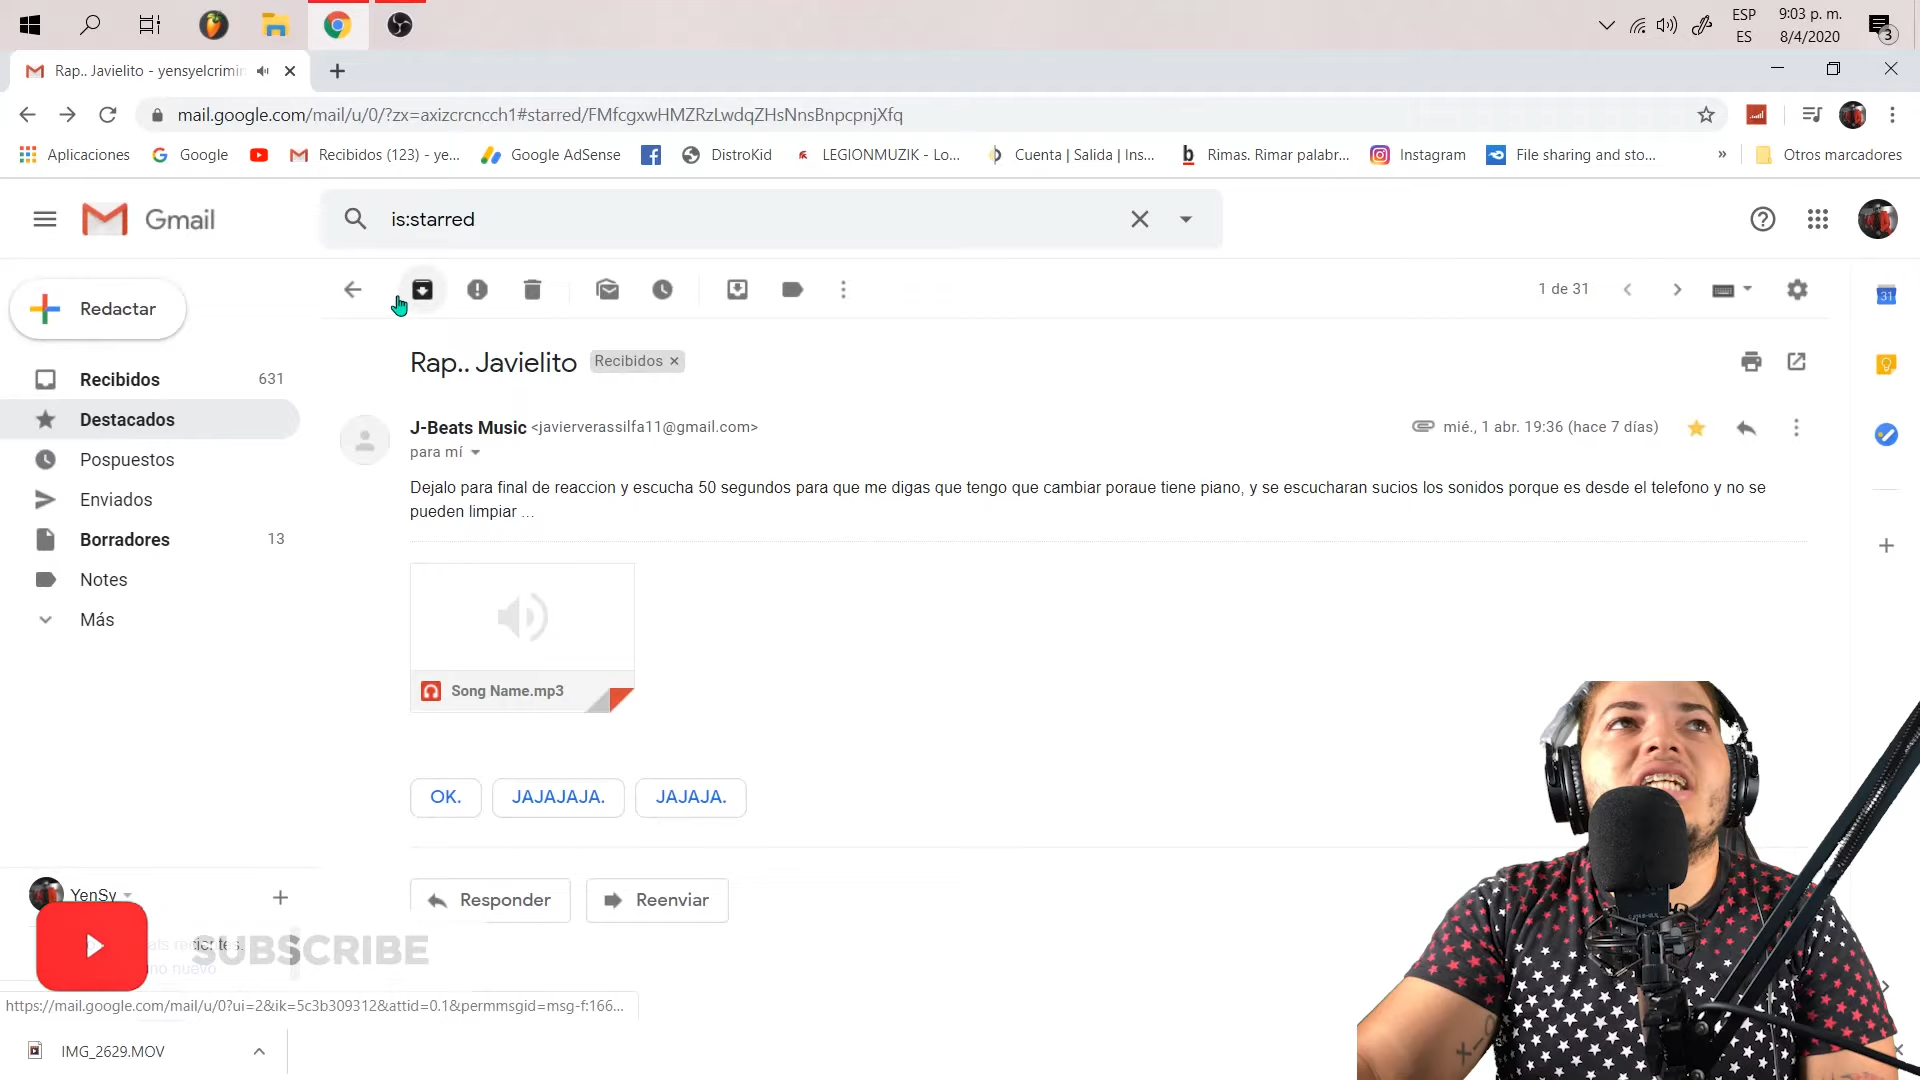 ESP
ES
9:03 p. m.
8/4/2020
3
Rap.. Javielito - yensyelcrimin
mail.google.com/mail/u/0/?zx=axizcrcncch1#starred/FMfcgxwHMZRzLwdqZHsNnsBnpcpnjXfq
Aplicaciones
Google
Recibidos (123) - ye...
Google AdSense
DistroKid
LEGIONMUZIK - Lo...
Cuenta | Salida | Ins...
Rimas. Rimar palabr...
Instagram
File sharing and sto...
»
Otros marcadores
Gmail
is:starred
Redactar
1 de 31
31
Rap.. Javielito
Recibidos ×
Recibidos 631
Destacados
Pospuestos
Enviados
Borradores 13
Notes
Más
J-Beats Music <javierverassilfa11@gmail.com>
mié., 1 abr. 19:36 (hace 7 días)
para mí
Dejalo para final de reaccion y escucha 50 segundos para que me digas que tengo que cambiar poraue tiene piano, y se escucharan sucios los sonidos porque es desde el telefono y no se
pueden limpiar ...
Song Name.mp3
OK.
JAJAJAJA.
JAJAJA.
Responder
Reenviar
YenSy
SUBSCRIBE
https://mail.google.com/mail/u/0?ui=2&ik=5c3b309312&attid=0.1&permmsgid=msg-f:166...
IMG_2629.MOV